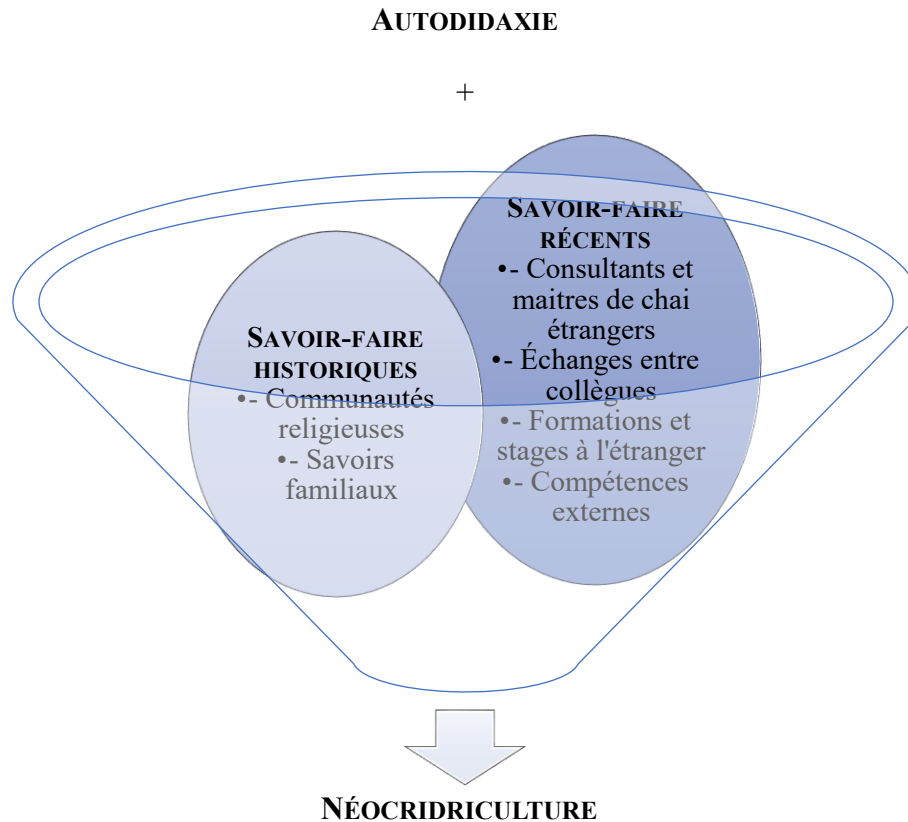 AUTODIDAXIE
+
SAVOIR-FAIRE
HISTORIQUES
•- Communautés
religieuses
•- Savoirs
familiaux
SAVOIR-FAIRE
RÉCENTS
•- Consultants et
maitres de chai
étrangers
•- Échanges entre
collègues
•- Formations et
stages à l'étranger
•- Compétences
externes
NÉOCRIDRICULTURE